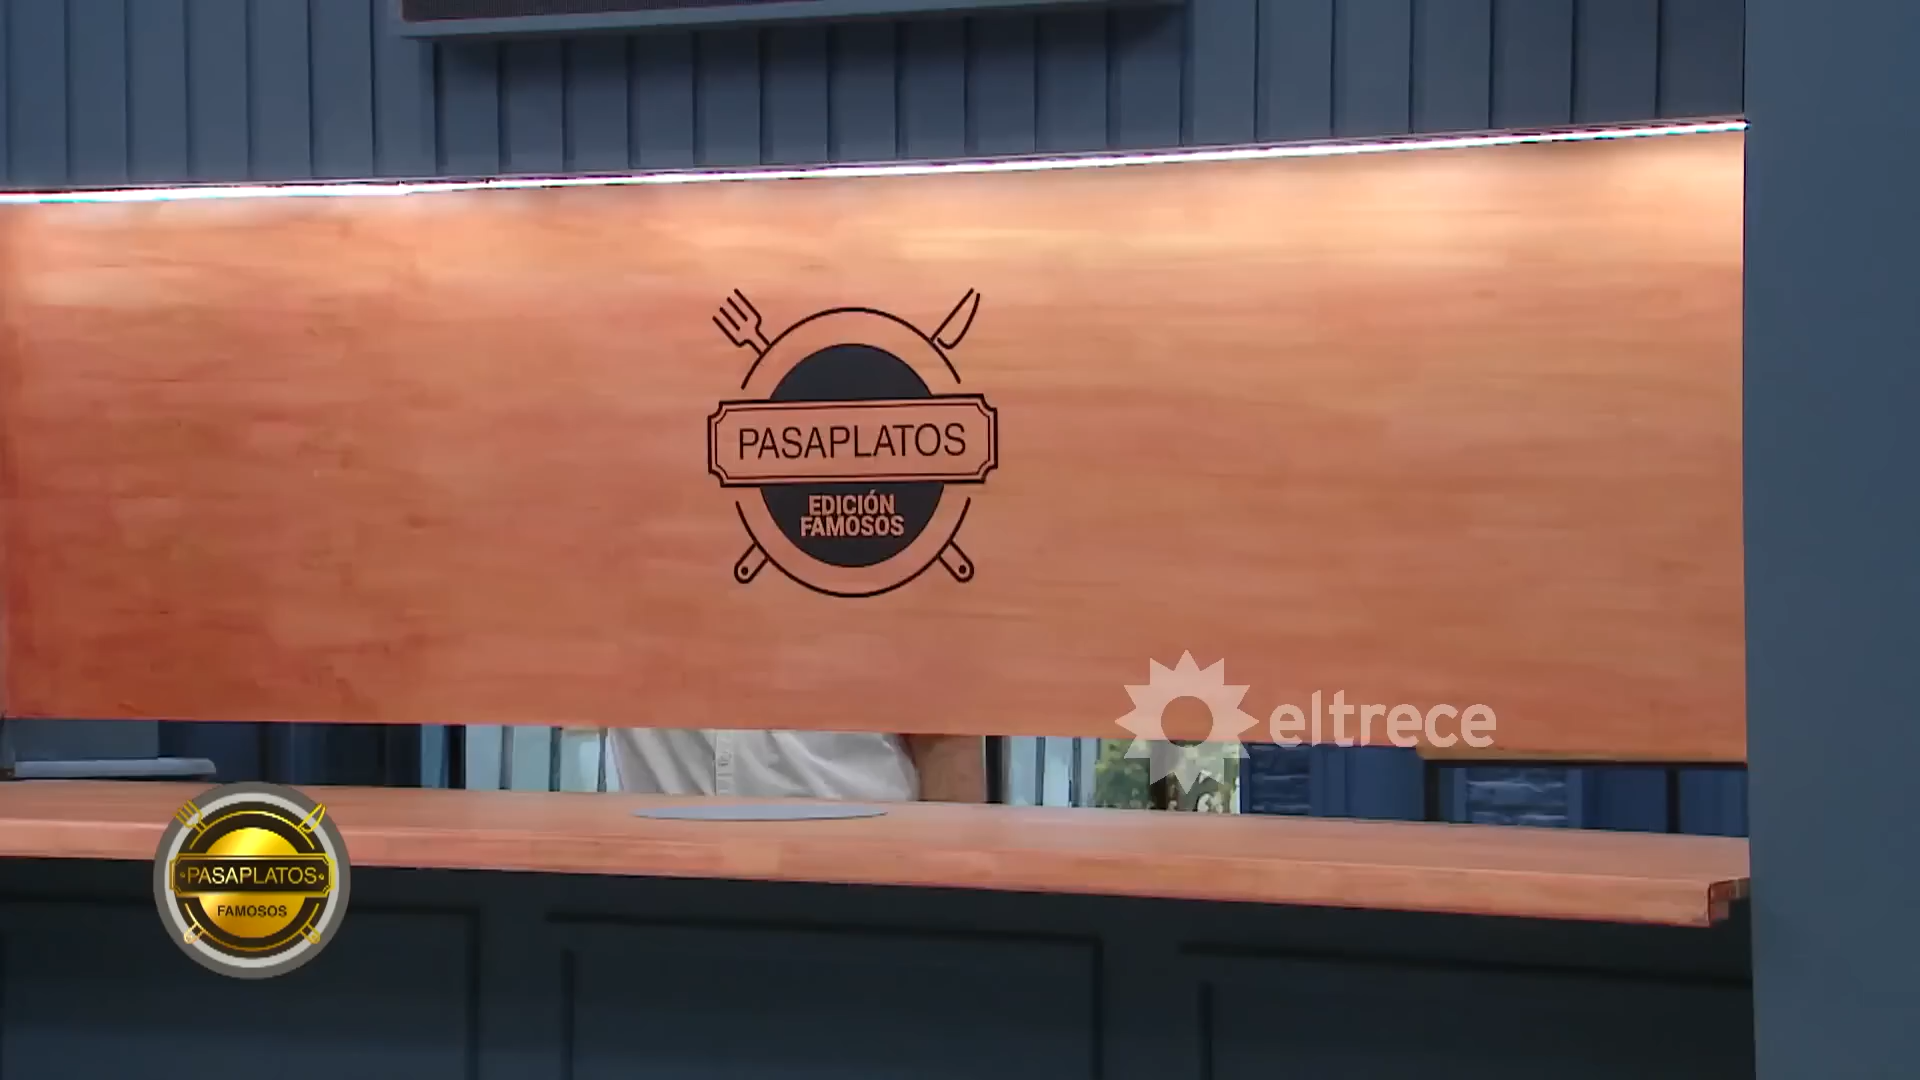 PASAPLATOS
EDICIÓN
FAMOSOS
eltrece
PASAPLATOS
FAMOSOS